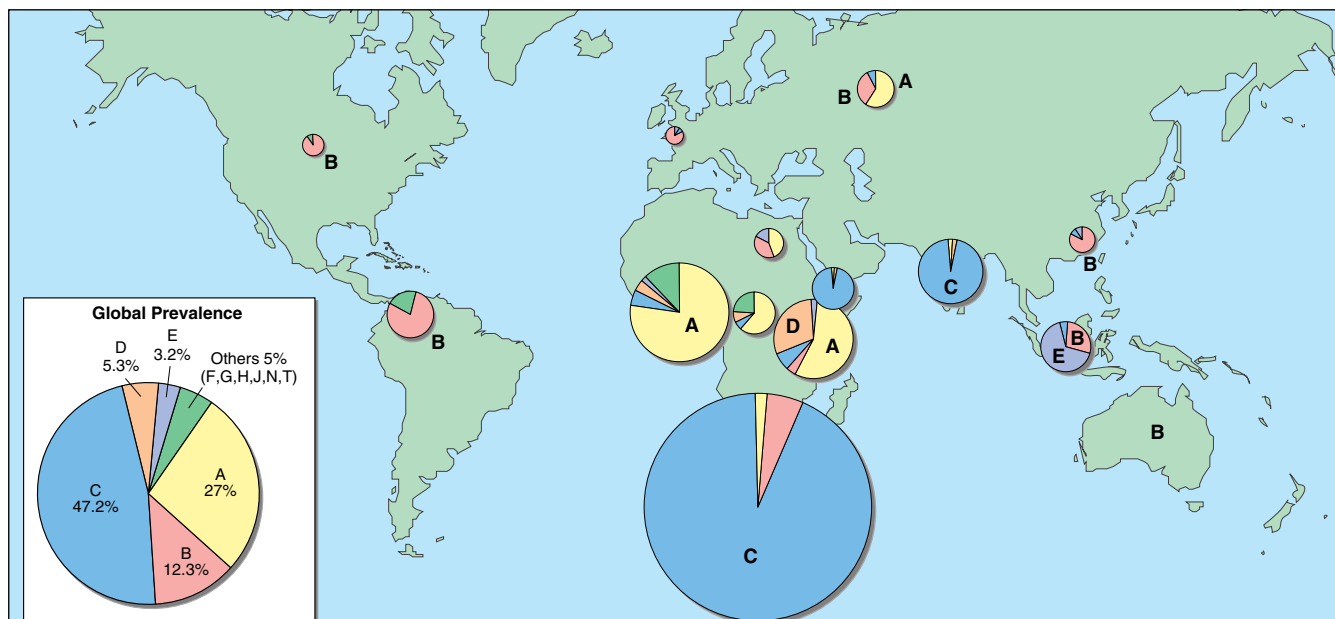 A
B
B
B
C
B
A
D
A
B
E
B
C
Global Prevalence
D
5.3%
E
3.2%
Others 5%
(F,G,H,J,N,T)
A
27%
C
47.2%
B
12.3%